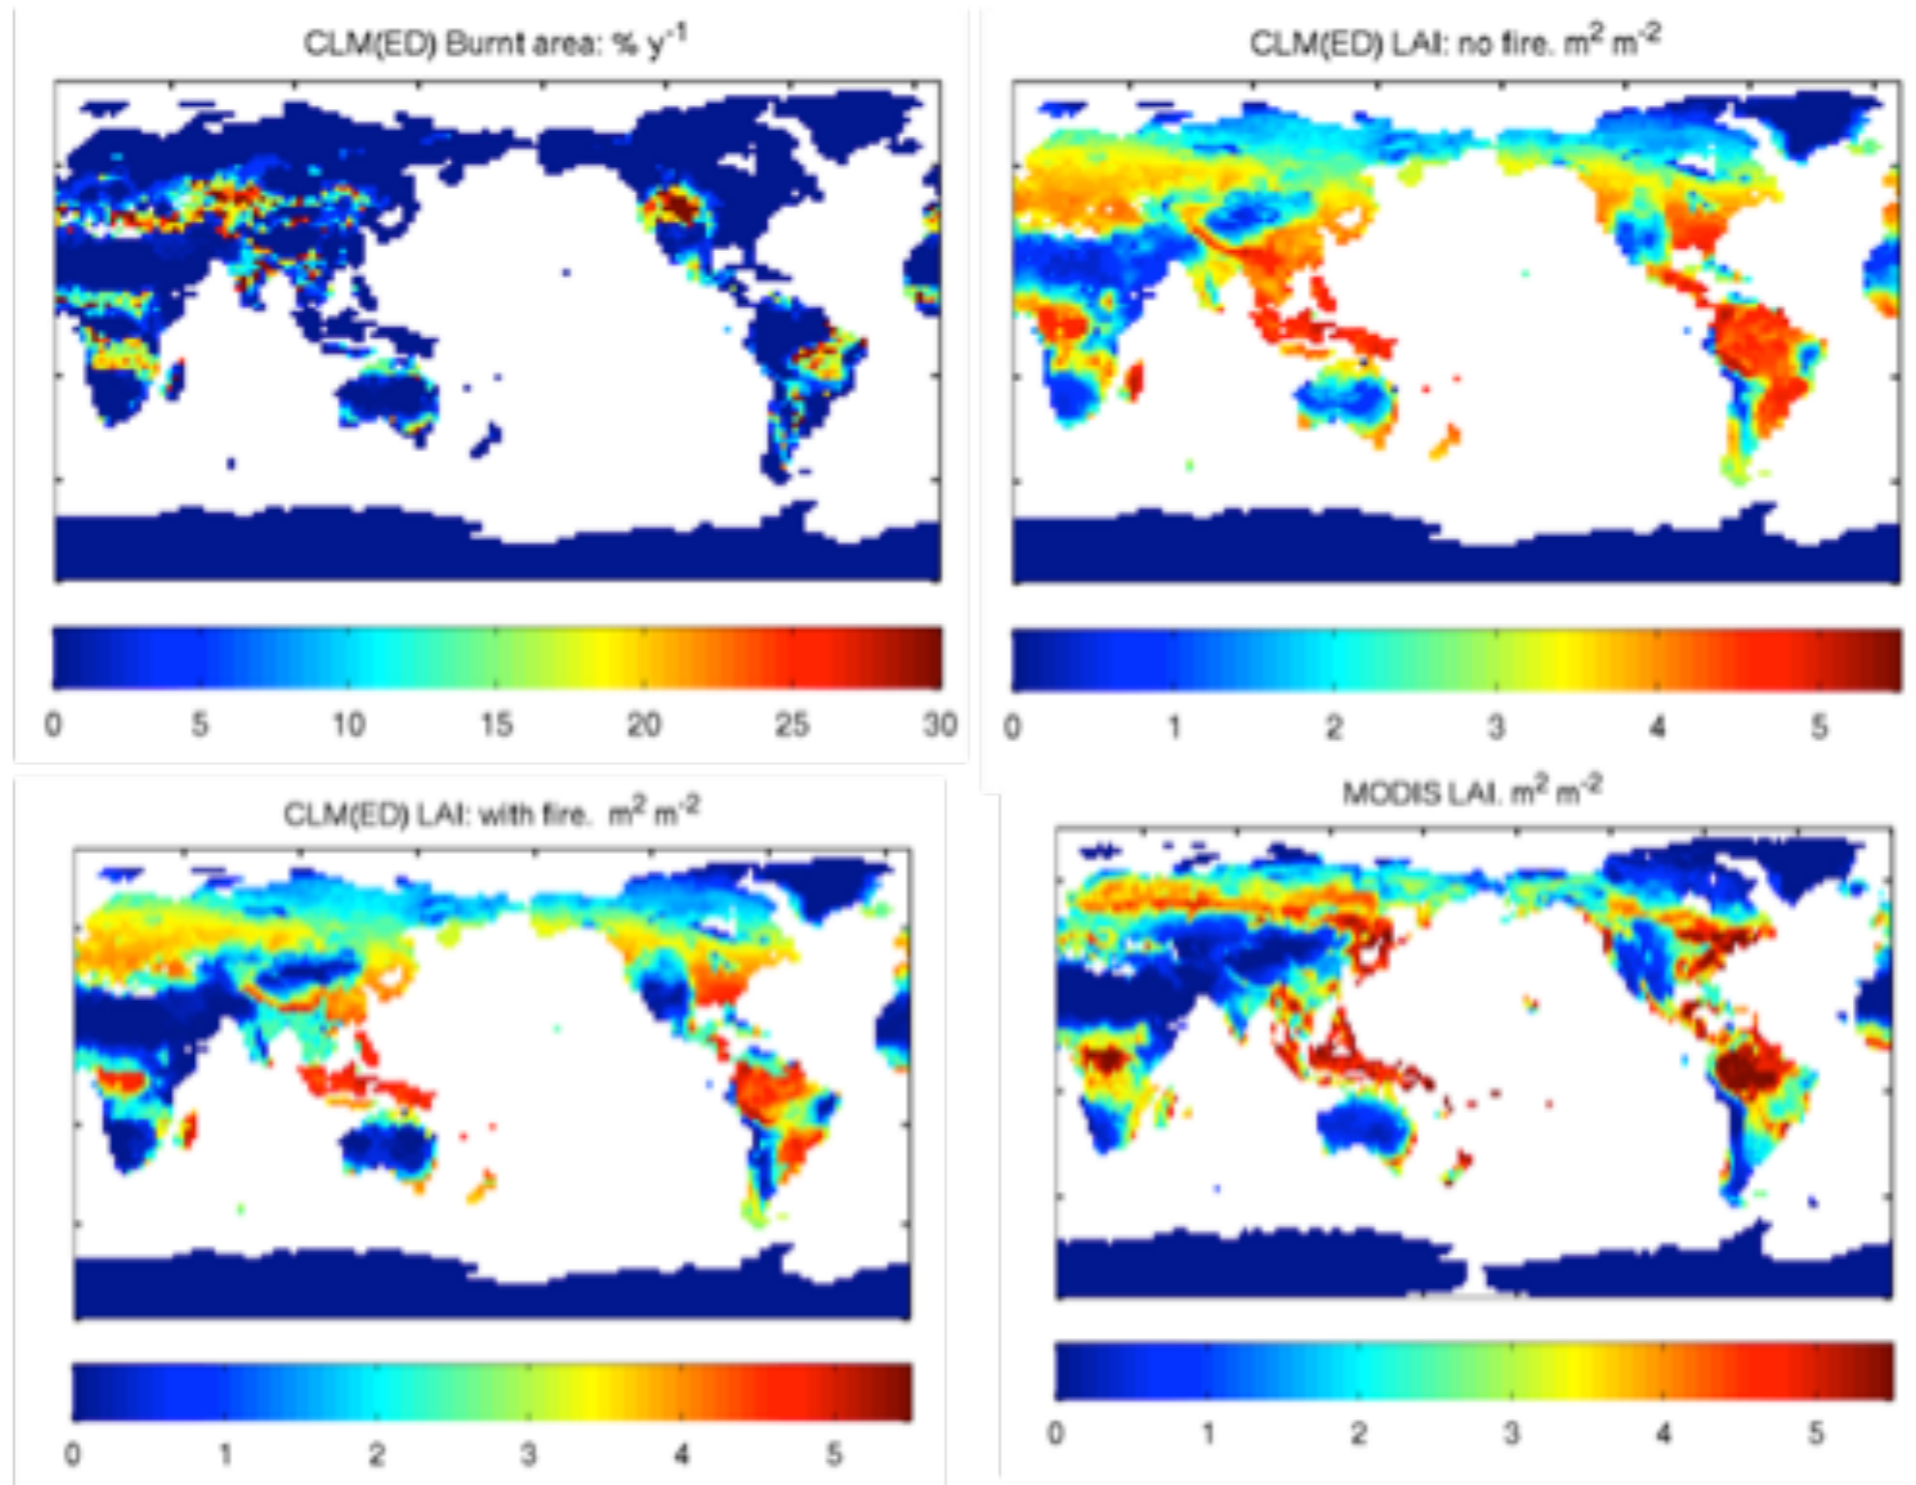 CLM(ED) Burnt area: % y-1
CLM(ED) LAI: no fire. m2 m-2
0 5 10 15 20 25 30
0 1 2 3 4 5
CLM(ED) LAI: with fire. m2 m-2
MODIS LAI. m2 m-2
0 1 2 3 4 5
0 1 2 3 4 5